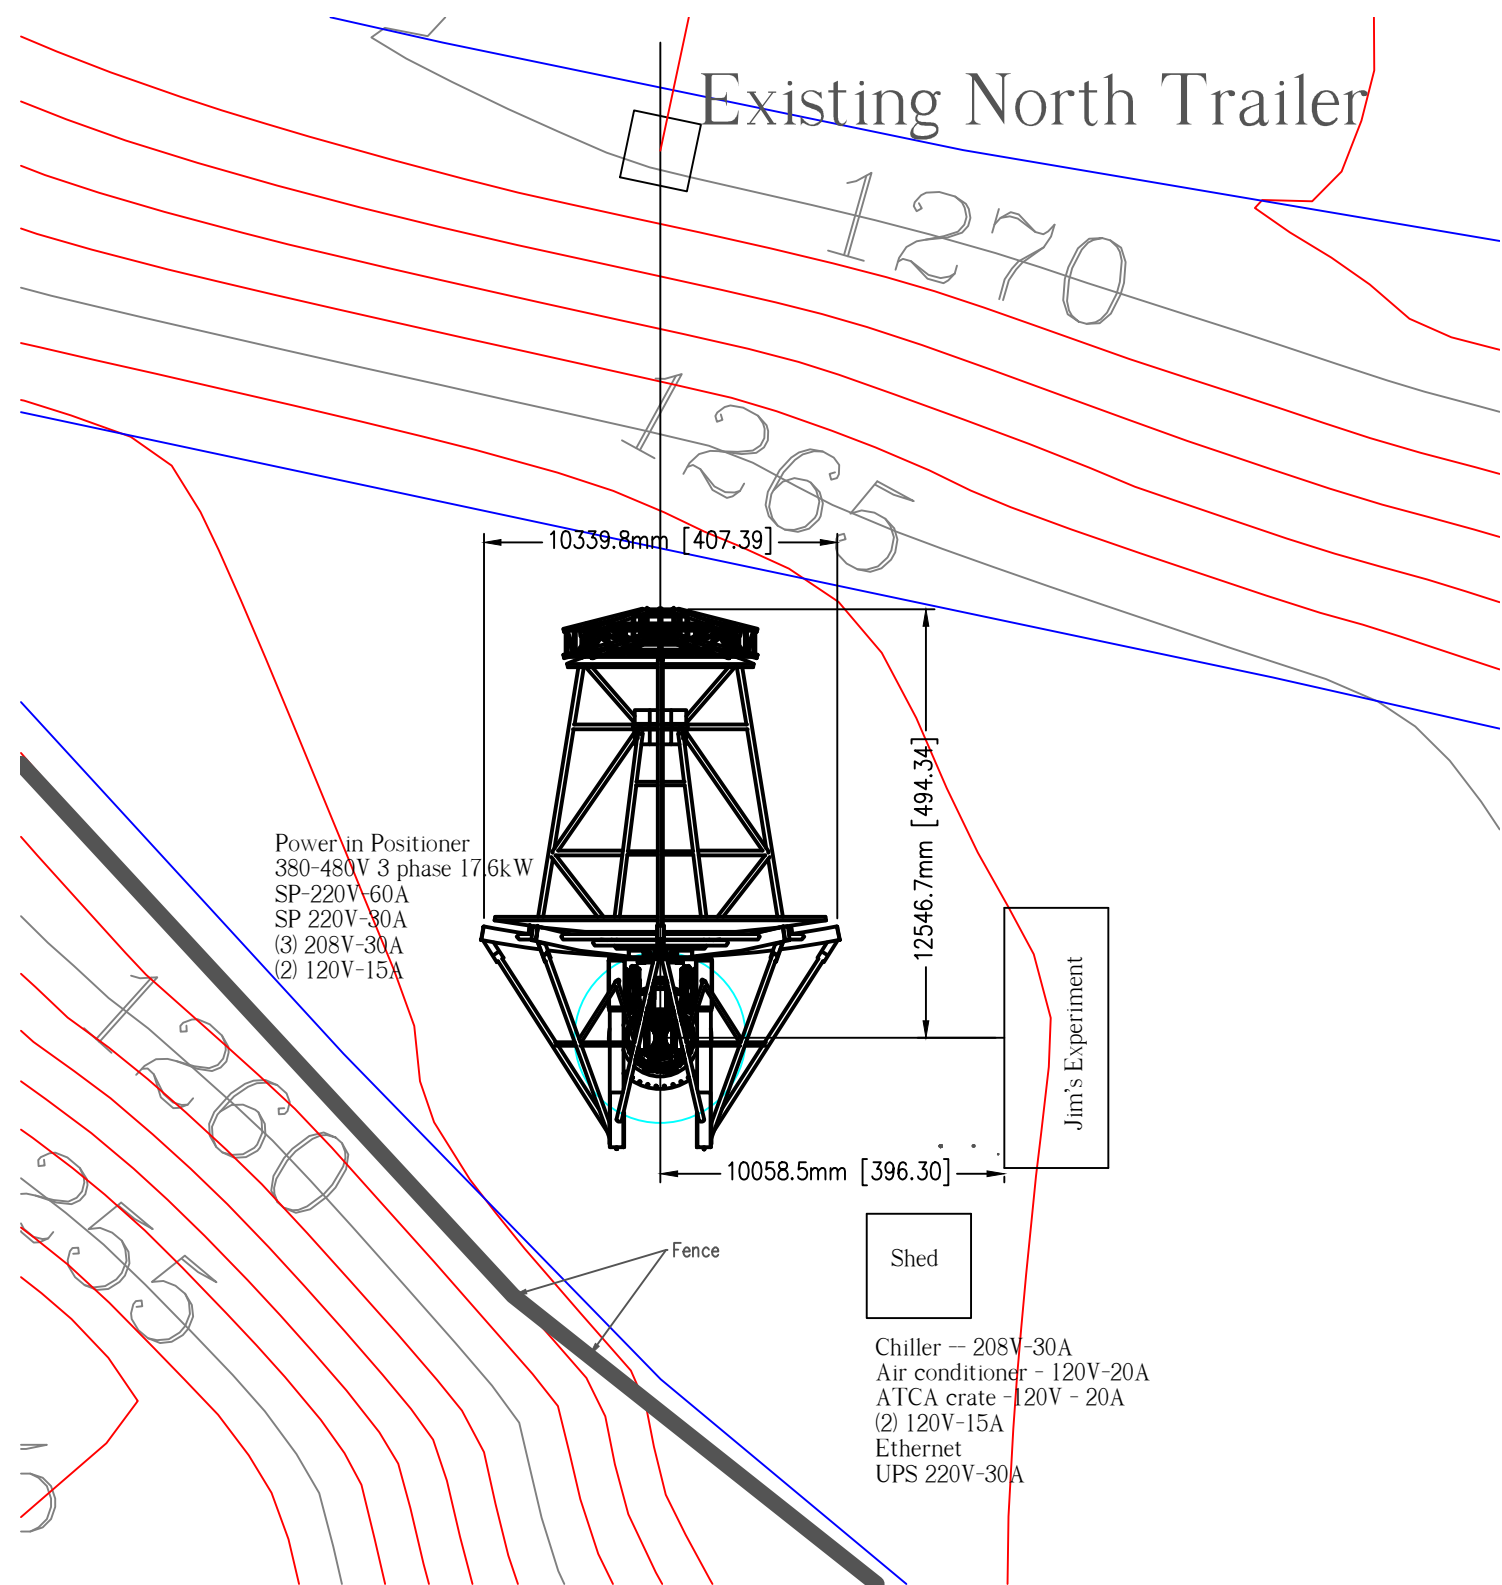 Existing North Trailer
1270
1265
10339.8mm [407.39]
12546.7mm [494.34]
Power in Positioner
380-480V 3 phase 17.6kW
SP-220V-60A
SP 220V-30A
(3) 208V-30A
(2) 120V-15A
1260
Jim's Experiment
10058.5mm [396.30]
Fence
Shed
Chiller -- 208V-30A
Air conditioner - 120V-20A
ATCA crate -120V - 20A
(2) 120V-15A
Ethernet
UPS 220V-30A